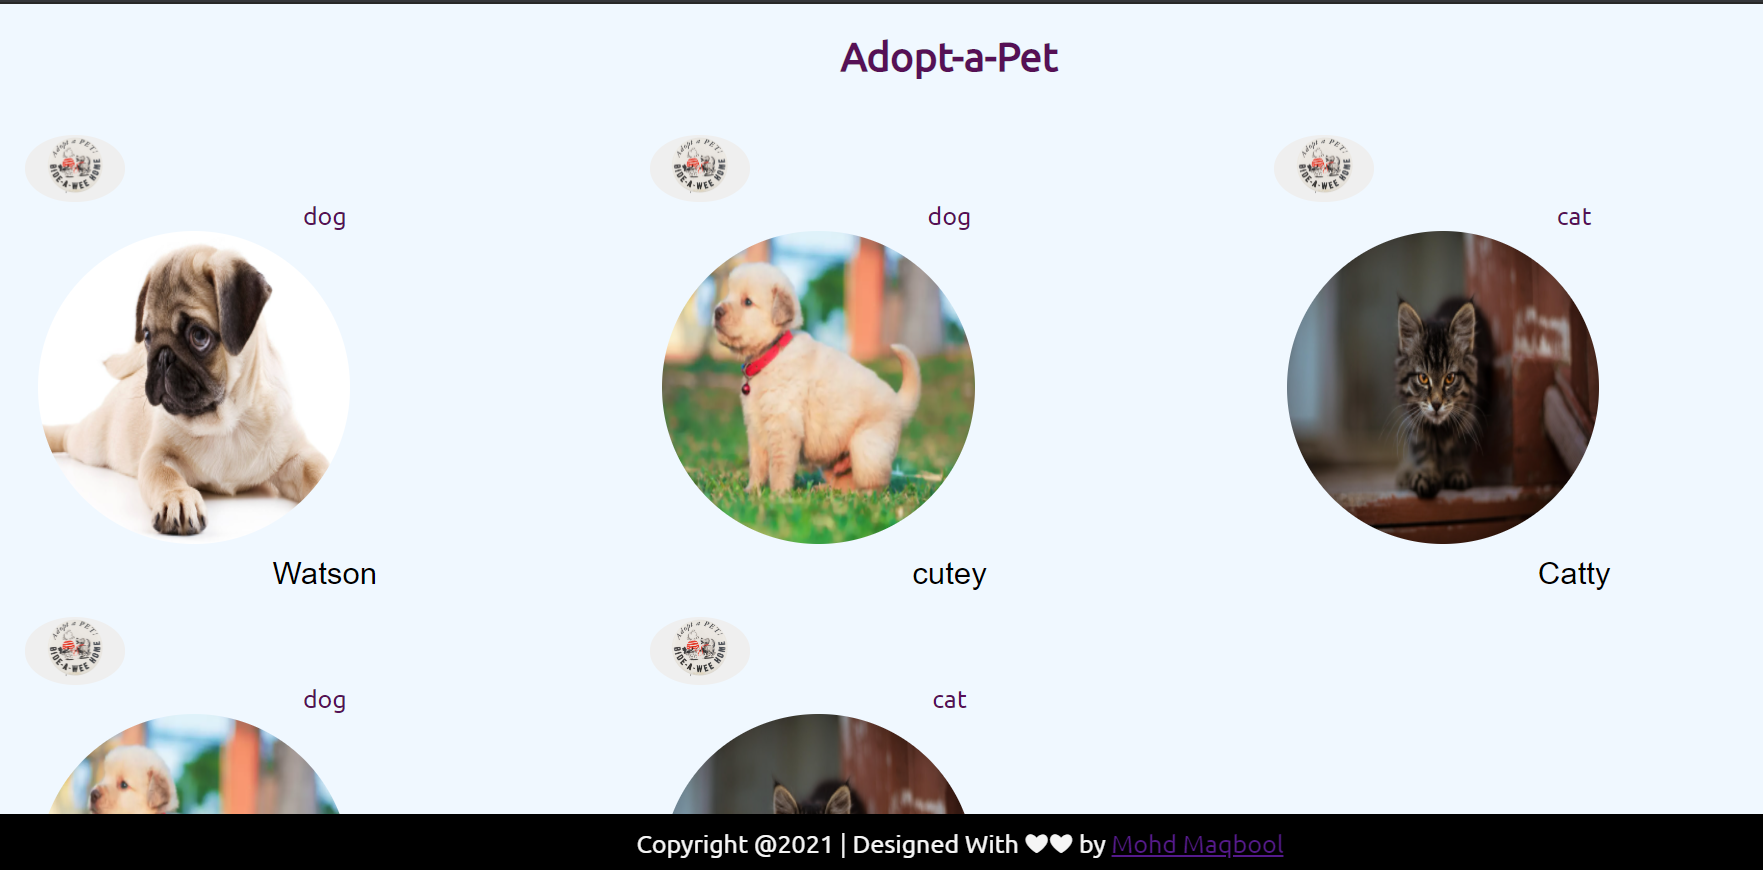 Adopt-a-Pet
Adopt a PET!
BIDE-A-WEE HOME
Adopt a PET!
BIDE-A-WEE HOME
Adopt a PET!
BIDE-A-WEE HOME
dog
dog
cat
Watson
cutey
Catty
Adopt a PET!
BIDE-A-WEE HOME
Adopt a PET!
BIDE-A-WEE HOME
dog
cat
Copyright @2021 | Designed With 🤍🤍 by Mohd Maqbool